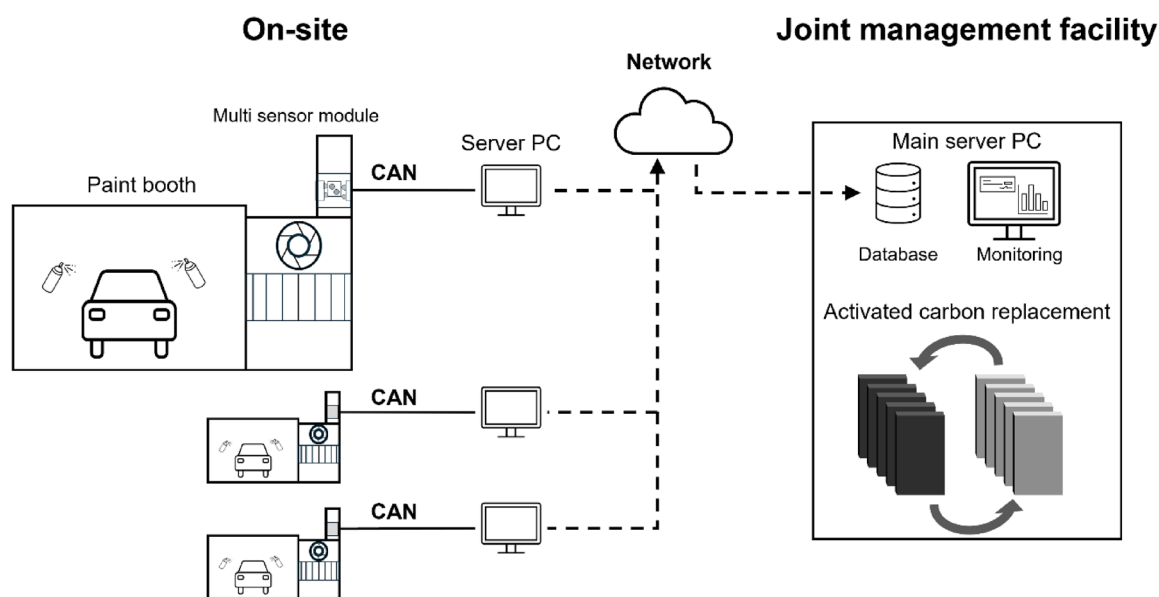 On-site
Joint management facility
Network
Multi sensor module
Server PC
CAN
Paint booth
Main server PC
Database
Monitoring
Activated carbon replacement
CAN
CAN